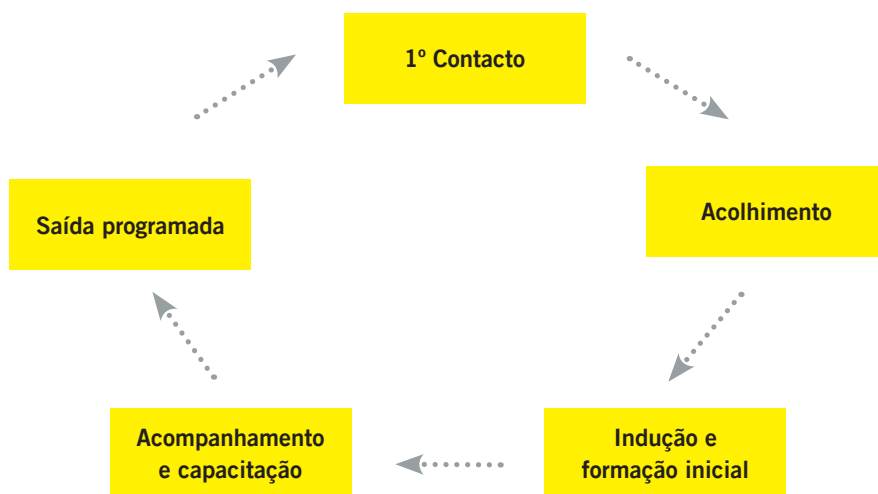 1º Contacto
Acolhimento
Indução e
formação inicial
Acompanhamento
e capacitação
Saída programada